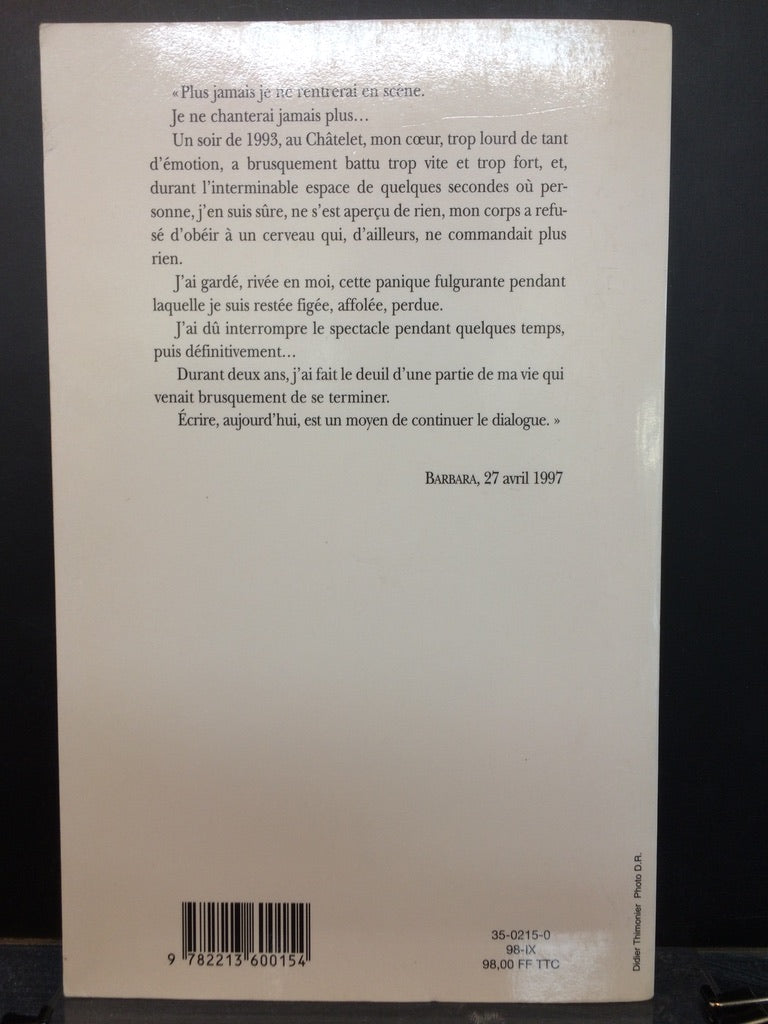 « Plus jamais je ne rentrerai en scène.
Je ne chanterai jamais plus…
Un soir de 1993, au Châtelet, mon cœur, trop lourd de tant
d’émotion, a brusquement battu trop vite et trop fort, et,
durant l’interminable espace de quelques secondes où per-
sonne, j’en suis sûre, ne s’est aperçu de rien, mon corps a refu-
sé d’obéir à un cerveau qui, d’ailleurs, ne commandait plus
rien.
J’ai gardé, rivée en moi, cette panique fulgurante pendant
laquelle je suis restée figée, affolée, perdue.
J’ai dû interrompre le spectacle pendant quelques temps,
puis définitivement…
Durant deux ans, j’ai fait le deuil d’une partie de ma vie qui
venait brusquement de se terminer.
Écrire, aujourd’hui, est un moyen de continuer le dialogue. »
BARBARA, 27 avril 1997
9 782213 600154
35-0215-0
98-IX
98,00 FF TTC
Didier Thimonier Photo D.R.